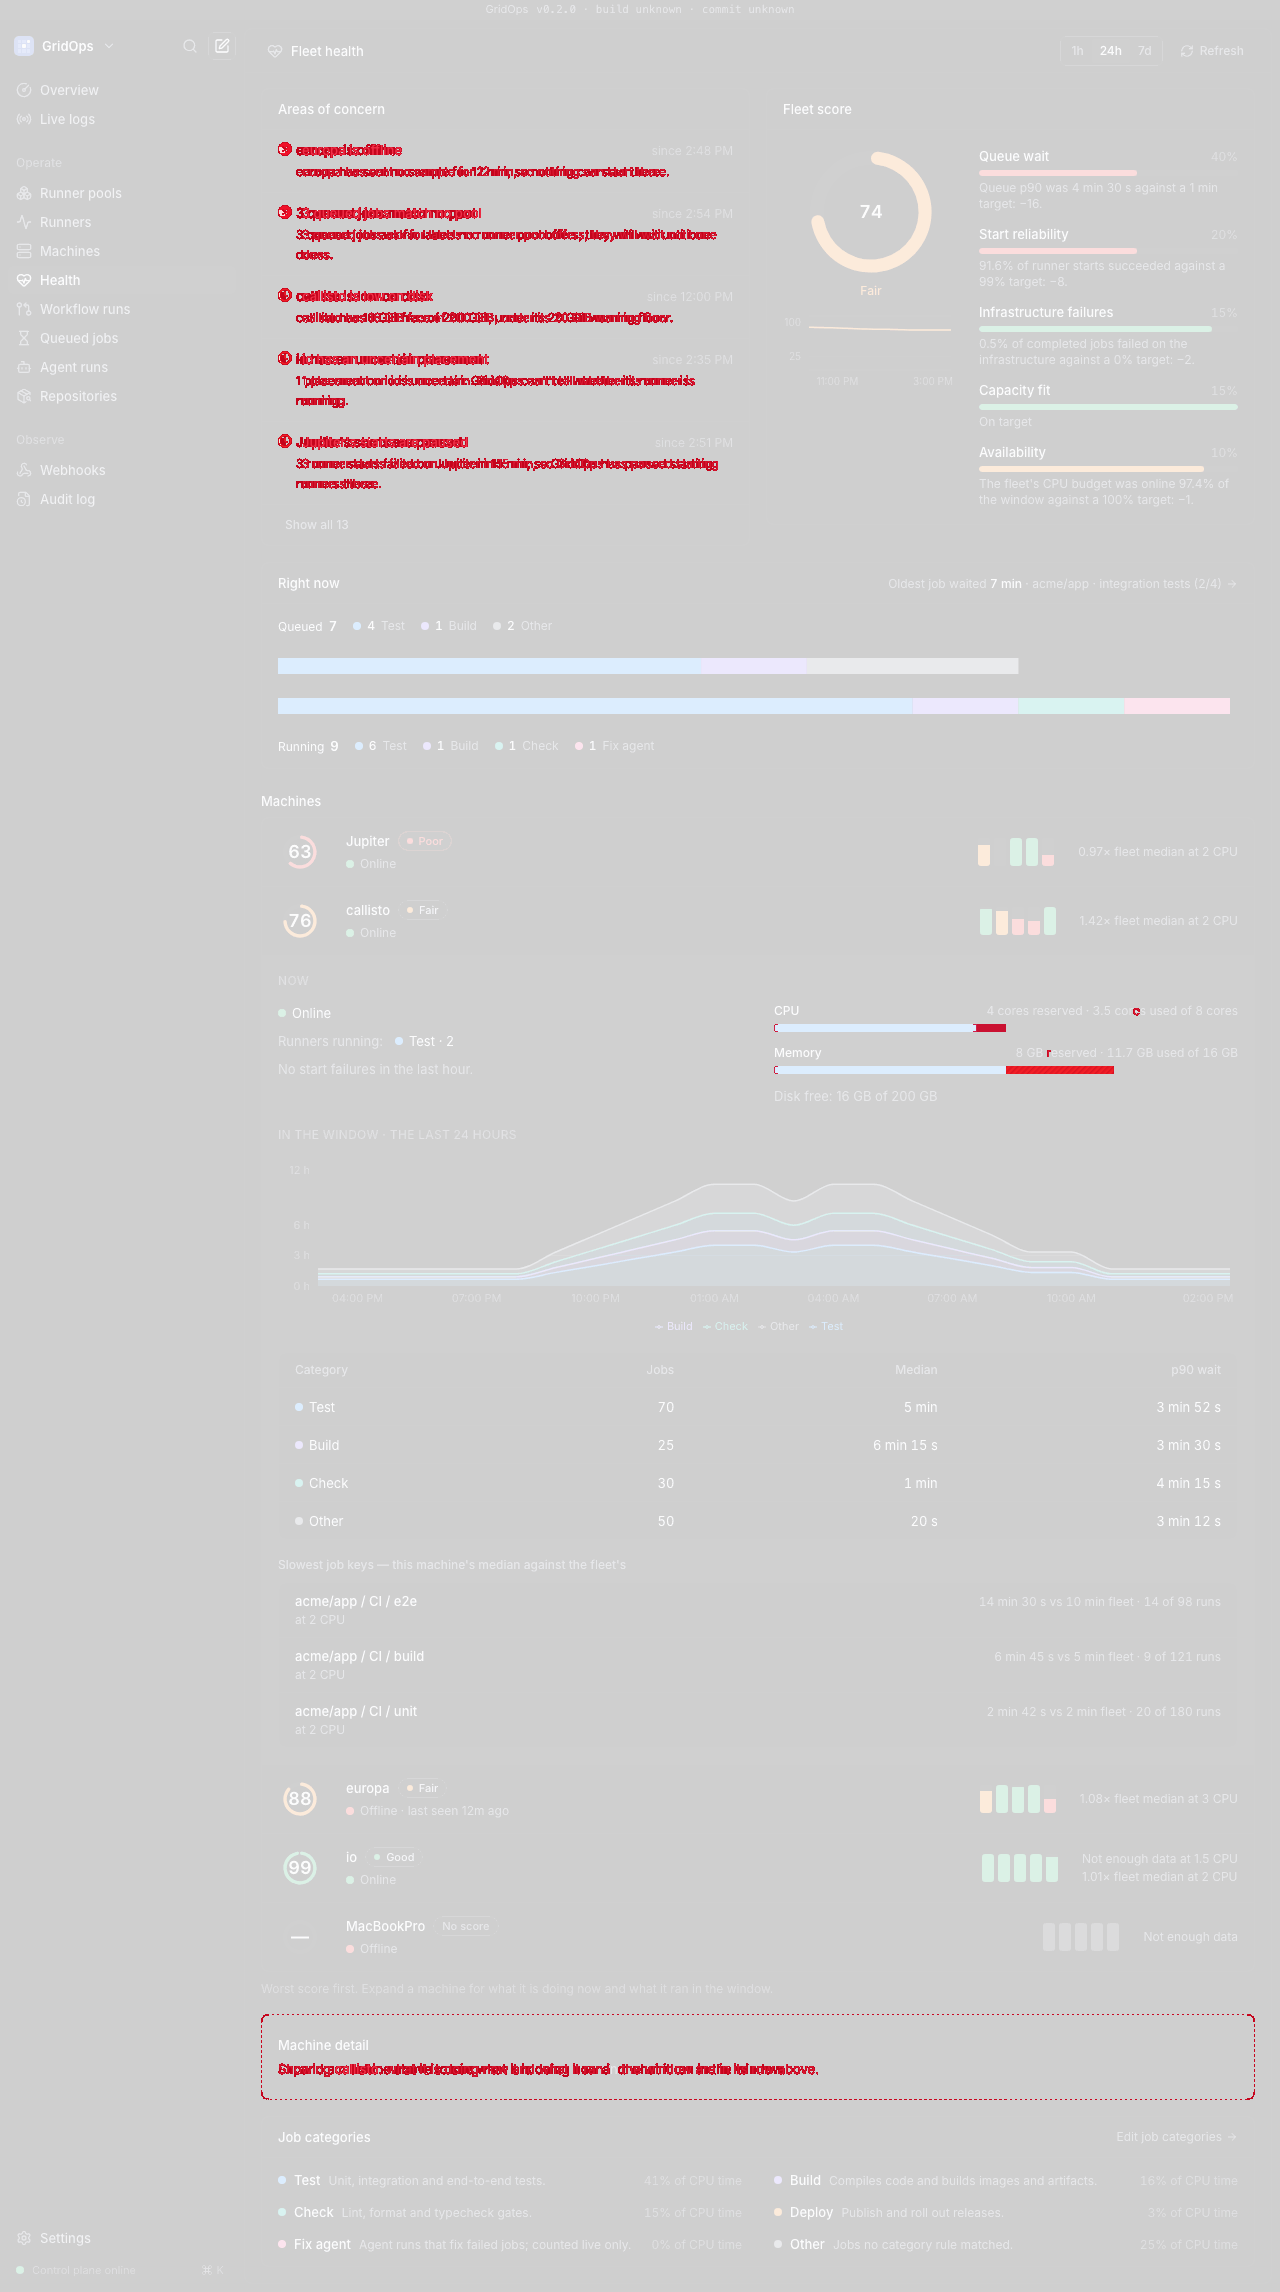 GridOps v0.2.0 · build unknown · commit unknown
GridOps
Fleet health
1h 24h 7d Refresh
Overview
Live logs
Operate
Runner pools
Runners
Machines
Health
Workflow runs
Queued jobs
Agent runs
Repositories
Observe
Webhooks
Audit log
Areas of concern
since 2:48 PM
since 2:54 PM
since 12:00 PM
since 2:35 PM
since 2:51 PM
Show all 13
Fleet score
74
Fair
100
25
11:00 PM 3:00 PM
Queue wait 40%
Queue p90 was 4 min 30 s against a 1 min
target: −16.
Start reliability 20%
91.6% of runner starts succeeded against a
99% target: −8.
Infrastructure failures 15%
0.5% of completed jobs failed on the
infrastructure against a 0% target: −2.
Capacity fit 15%
On target
Availability 10%
The fleet's CPU budget was online 97.4% of
the window against a 100% target: −1.
Right now
Oldest job waited 7 min · acme/app · integration tests (2/4) →
Queued 7 4 Test 1 Build 2 Other
Running 9 6 Test 1 Build 1 Check 1 Fix agent
Machines
63 Jupiter Poor
Online
0.97× fleet median at 2 CPU
76 callisto Fair
Online
1.42× fleet median at 2 CPU
NOW
Online
Runners running: Test · 2
No start failures in the last hour.
CPU 4 cores reserved · 3.5 cores used of 8 cores
Memory 8 GB reserved · 11.7 GB used of 16 GB
Disk free: 16 GB of 200 GB
IN THE WINDOW · THE LAST 24 HOURS
12 h
6 h
3 h
0 h
04:00 PM 07:00 PM 10:00 PM 01:00 AM 04:00 AM 07:00 AM 10:00 AM 02:00 PM
Build Check Other Test
Category Jobs Median p90 wait
Test 70 5 min 3 min 52 s
Build 25 6 min 15 s 3 min 30 s
Check 30 1 min 4 min 15 s
Other 50 20 s 3 min 12 s
Slowest job keys — this machine's median against the fleet's
acme/app / CI / e2e
at 2 CPU
14 min 30 s vs 10 min fleet · 14 of 98 runs
acme/app / CI / build
at 2 CPU
6 min 45 s vs 5 min fleet · 9 of 121 runs
acme/app / CI / unit
at 2 CPU
2 min 42 s vs 2 min fleet · 20 of 180 runs
88 europa Fair
Offline · last seen 12m ago
1.08× fleet median at 3 CPU
99 io Good
Online
Not enough data at 1.5 CPU
1.01× fleet median at 2 CPU
— MacBookPro No score
Offline
Not enough data
Worst score first. Expand a machine for what it is doing now and what it ran in the window.
Machine detail
Job categories
Edit job categories →
Test Unit, integration and end-to-end tests. 41% of CPU time
Build Compiles code and builds images and artifacts. 16% of CPU time
Check Lint, format and typecheck gates. 15% of CPU time
Deploy Publish and roll out releases. 3% of CPU time
Fix agent Agent runs that fix failed jobs; counted live only. 0% of CPU time
Other Jobs no category rule matched. 25% of CPU time
Settings
Control plane online ⌘ K